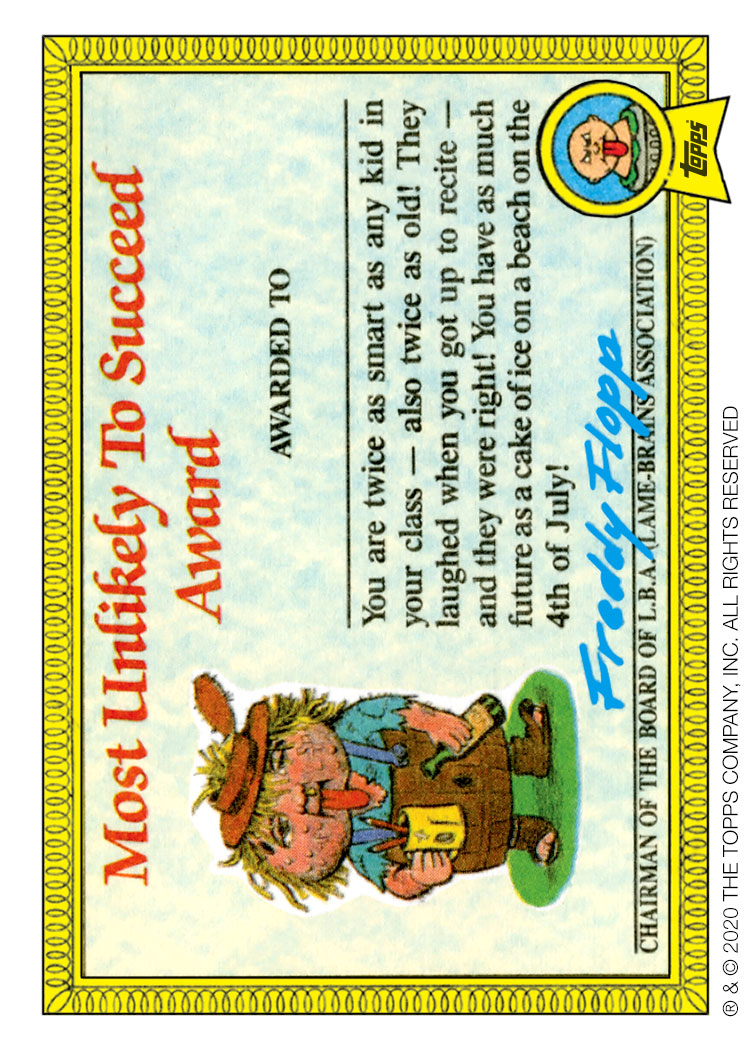 Most Unlikely To Succeed
Award
AWARDED TO
You are twice as smart as any kid in
your class — also twice as old! They
laughed when you got up to recite —
and they were right! You have as much
future as a cake of ice on a beach on the
4th of July!
Freddy Flopp
CHAIRMAN OF THE BOARD OF L.B.A. (LAME-BRAINS ASSOCIATION)
topps
® & © 2020 THE TOPPS COMPANY, INC. ALL RIGHTS RESERVED